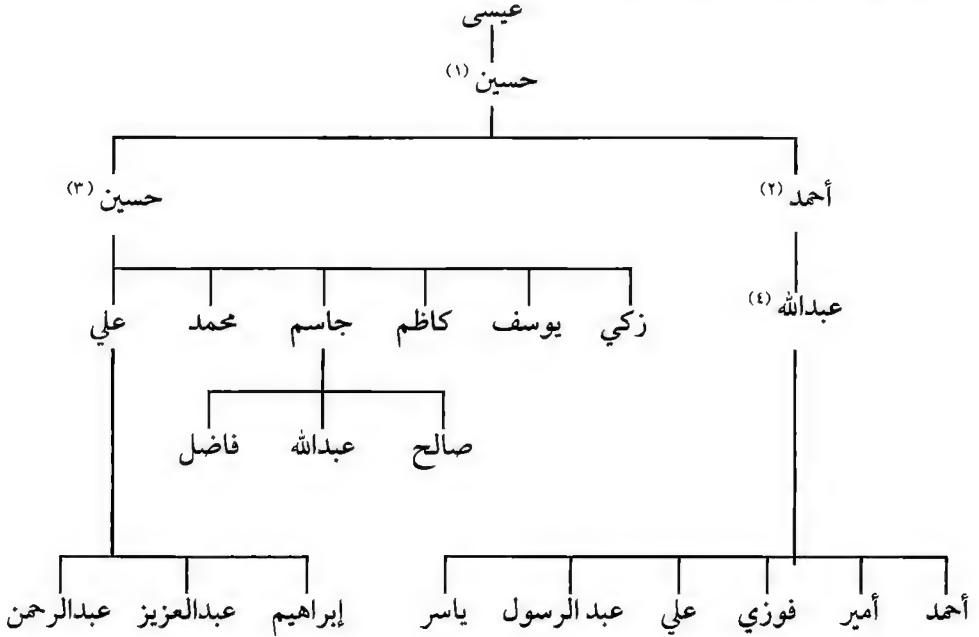 عيسى
حسين (١)
أحمد (٢) حسين (٣)
عبدالله (٤)
زكي يوسف كاظم جاسم محمد علي
صالح عبدالله فاضل
أحمد أمير فوزي علي عبد الرسول ياسر إبراهيم عبدالعزيز عبدالرحمن